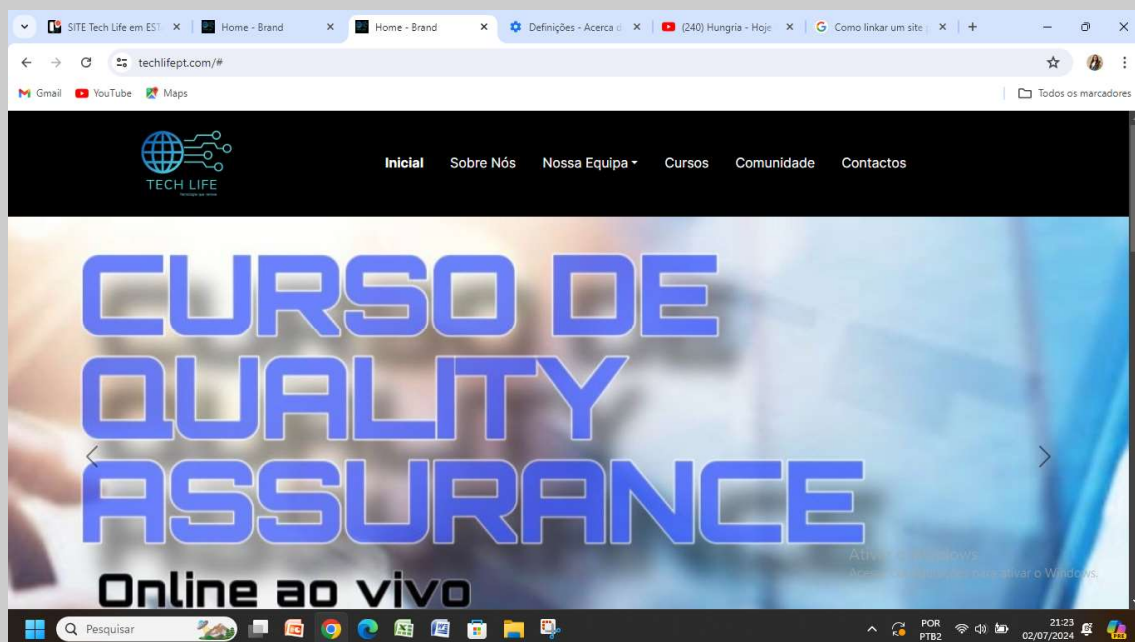 SITE Tech Life em EST
Home - Brand
Home - Brand
Definições - Acerca d
(240) Hungria - Hoje
Como linkar um site
techlifept.com/#
Gmail
YouTube
Maps
Todos os marcadores
TECH LIFE
Inicial
Sobre Nós
Nossa Equipa
Cursos
Comunidade
Contactos
CURSO DE
QUALITY
ASSURANCE
Online ao vivo
ativar o Windows.
Pesquisar
POR
PTB2
21:23
02/07/2024